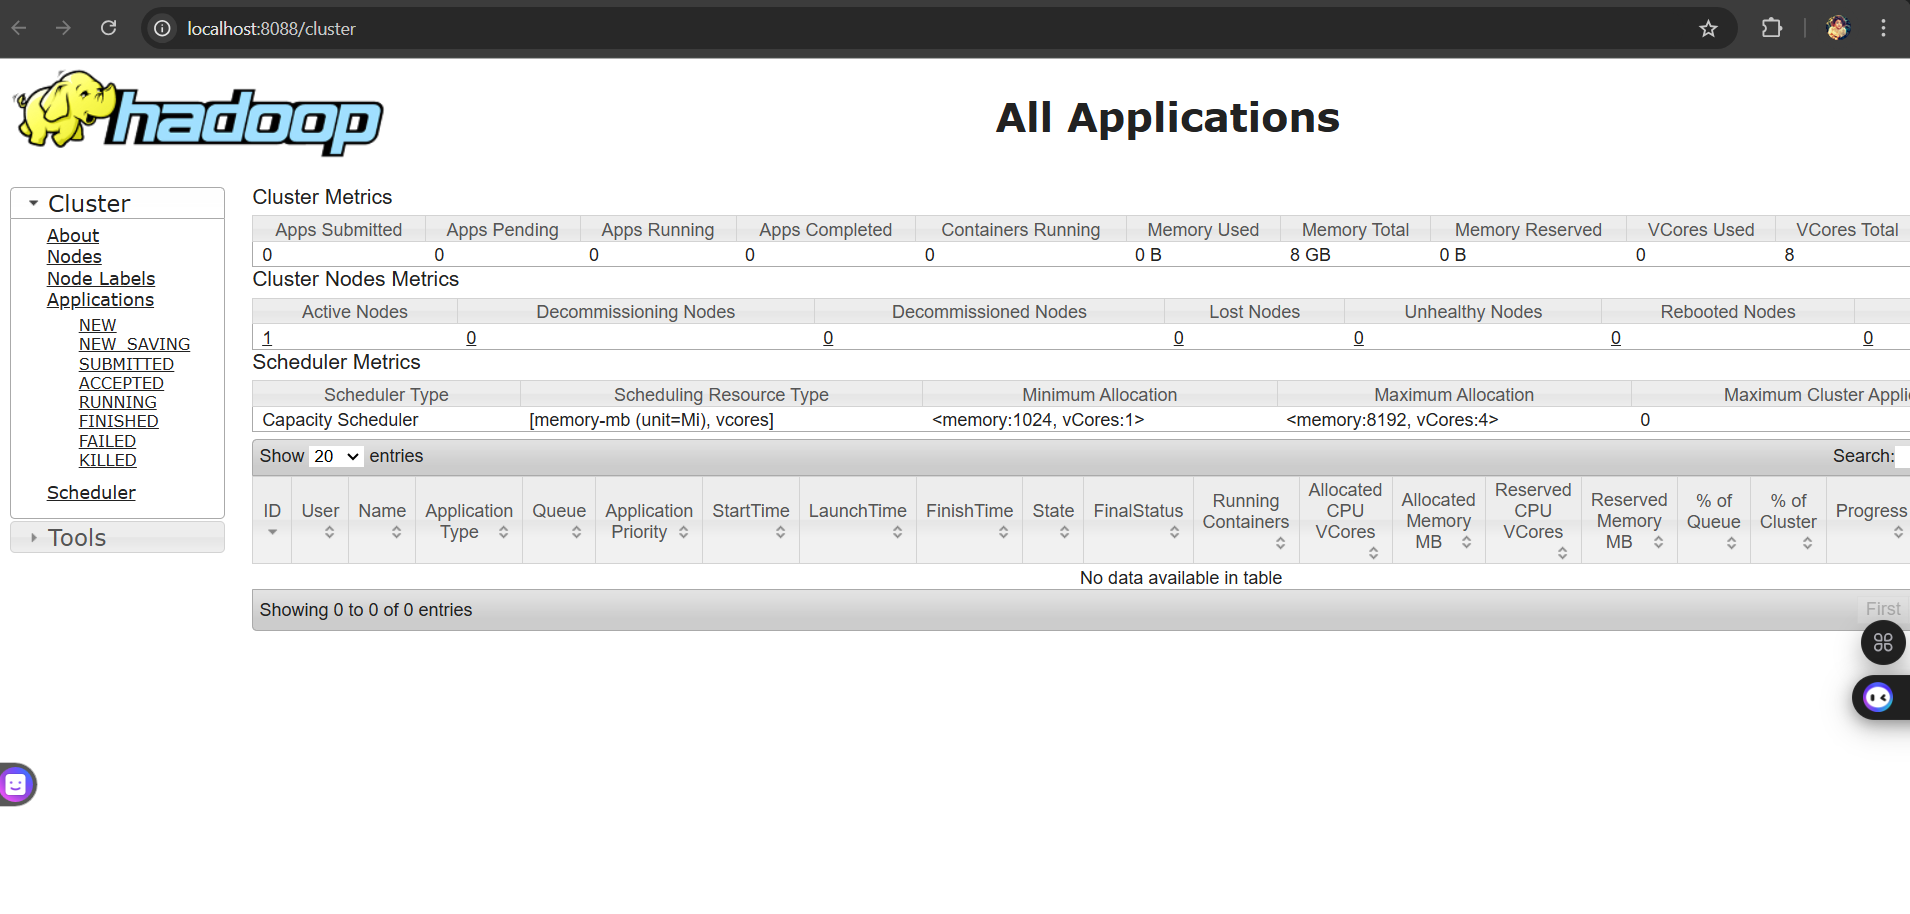 localhost:8088/cluster
hadoop
All Applications
Cluster
About
Nodes
Node Labels
Applications
NEW
NEW_SAVING
SUBMITTED
ACCEPTED
RUNNING
FINISHED
FAILED
KILLED
Scheduler
Tools
Cluster Metrics
Apps Submitted Apps Pending Apps Running Apps Completed Containers Running Memory Used Memory Total Memory Reserved VCores Used VCores Total
0 0 0 0 0 0 B 8 GB 0 B 0 8
Cluster Nodes Metrics
Active Nodes Decommissioning Nodes Decommissioned Nodes Lost Nodes Unhealthy Nodes Rebooted Nodes
1 0 0 0 0 0 0
Scheduler Metrics
Scheduler Type Scheduling Resource Type Minimum Allocation Maximum Allocation Maximum Cluster Appli
Capacity Scheduler [memory-mb (unit=Mi), vcores] <memory:1024, vCores:1> <memory:8192, vCores:4> 0
Show 20 entries Search:
ID User Name Application Type Queue Application Priority StartTime LaunchTime FinishTime State FinalStatus Running Containers Allocated CPU VCores Allocated Memory MB Reserved CPU VCores Reserved Memory MB % of Queue % of Cluster Progress
No data available in table
Showing 0 to 0 of 0 entries First